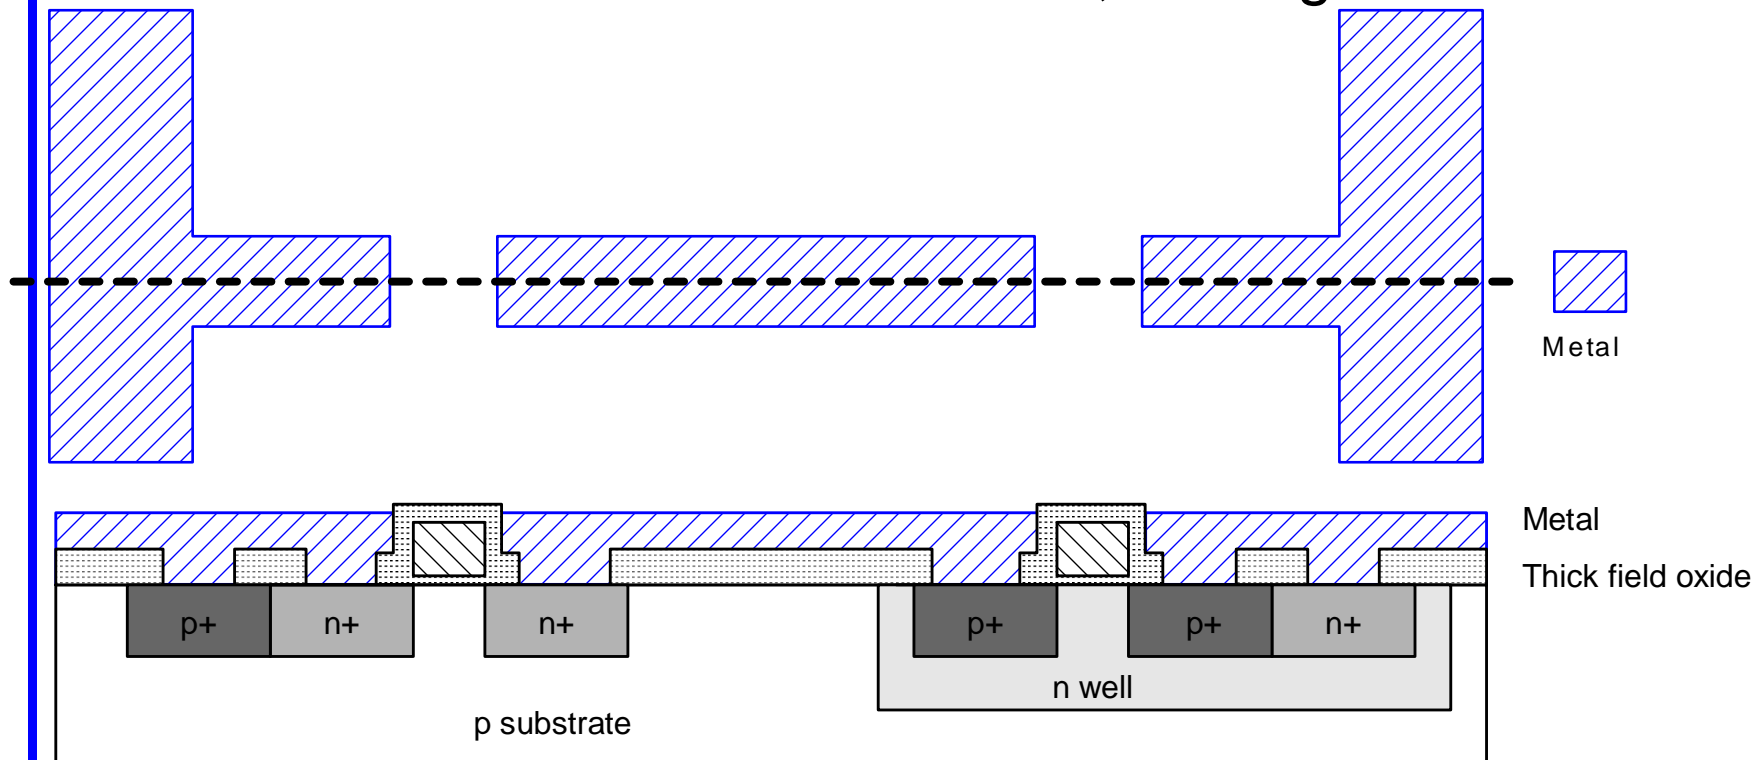 Metal
Metal
Thick field oxide
p+
n+
n+
p+
p+
n+
n well
p substrate